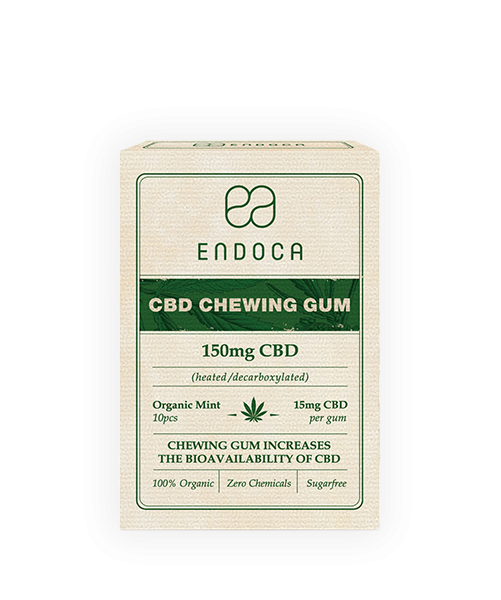 ENDOCA
ENDOCA
CBD CHEWING GUM
150mg CBD
(heated/decarboxylated)
Organic Mint
10pcs
15mg CBD
per gum
CHEWING GUM INCREASES
THE BIOAVAILABILITY OF CBD
100% Organic
Zero Chemicals
Sugarfree